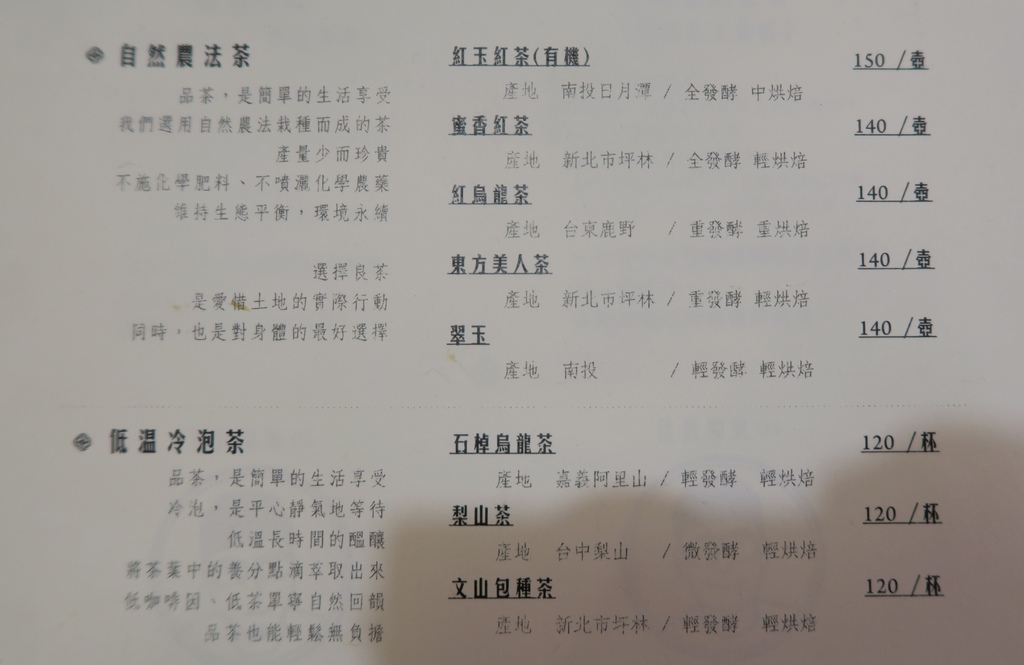 自然農法茶
品茶，是簡單的生活享受
我們選用自然農法栽種而成的茶
產量少而珍貴
不施化學肥料、不噴灑化學農藥
維持生態平衡，環境永續
選擇良茶
是愛惜土地的實際行動
同時，也是對身體的最好選擇
紅玉紅茶(有機) 150 /壺
產地 南投日月潭 / 全發酵 中烘焙
蜜香紅茶 140 /壺
產地 新北市坪林 / 全發酵 輕烘焙
紅烏龍茶 140 /壺
產地 台東鹿野 / 重發酵 重烘焙
東方美人茶 140 /壺
產地 新北市坪林 / 重發酵 輕烘焙
翠玉 140 /壺
產地 南投 / 輕發酵 輕烘焙
低溫冷泡茶
品茶，是簡單的生活享受
冷泡，是平心靜氣地等待
低溫長時間的醞釀
將茶葉中的養分點滴萃取出來
低咖啡因、低茶單寧自然回韻
品茶也能輕鬆無負擔
石棹烏龍茶 120 /杯
產地 嘉義阿里山 / 輕發酵 輕烘焙
梨山茶 120 /杯
產地 台中梨山 / 微發酵 輕烘焙
文山包種茶 120 /杯
產地 新北市坪林 / 輕發酵 輕烘焙